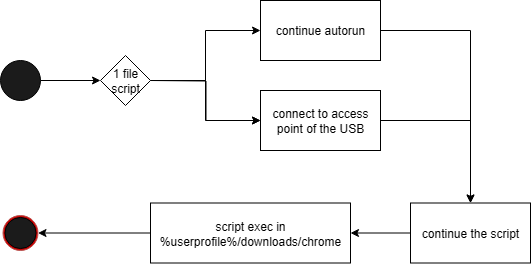 1 file
script
continue autorun
connect to access
point of the USB
continue the script
script exec in
%userprofile%/downloads/chrome